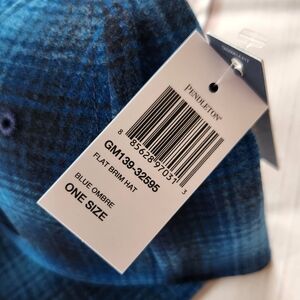 PENDLETON®
8 85628 97031 3
GM139-32595
FLAT BRIM HAT
BLUE OMBRE
ONE SIZE